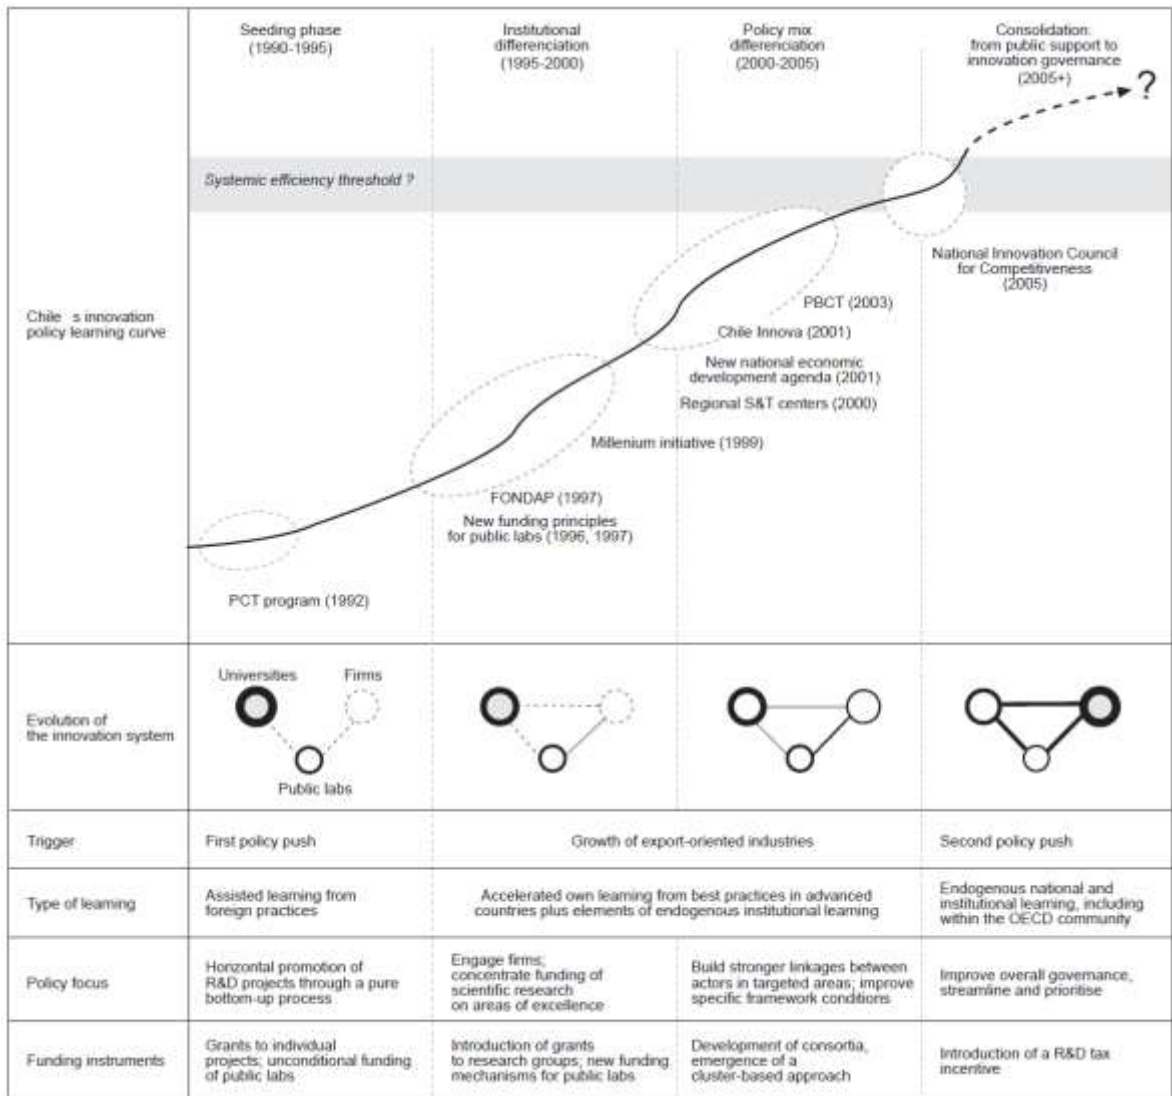 Seeding phase
(1990-1995)
Institutional
differenciation
(1995-2000)
Policy mix
differenciation
(2000-2005)
Consolidation:
from public support to
innovation governance
(2005+)
?
Systemic efficiency threshold ?
National Innovation Council
for Competitiveness
(2005)
PBCT (2003)
Chile s innovation
policy learning curve
Chile Innova (2001)
New national economic
development agenda (2001)
Regional S&T centers (2000)
Millenium initiative (1999)
FONDAP (1997)
New funding principles
for public labs (1996, 1997)
PCT program (1992)
Evolution of
the innovation system
Universities
Firms
Public labs
Trigger
First policy push
Growth of export-oriented industries
Second policy push
Type of learning
Assisted learning from
foreign practices
Accelerated own learning from best practices in advanced
countries plus elements of endogenous institutional learning
Endogenous national and
institutional learning, including
within the OECD community
Policy focus
Horizontal promotion of
R&D projects through a pure
bottom-up process
Engage firms;
concentrate funding of
scientific research
on areas of excellence
Build stronger linkages between
actors in targeted areas; improve
specific framework conditions
Improve overall governance,
streamline and prioritise
Funding instruments
Grants to individual
projects; unconditional funding
of public labs
Introduction of grants
to research groups; new funding
mechanisms for public labs
Development of consortia,
emergence of a
cluster-based approach
Introduction of a R&D tax
incentive